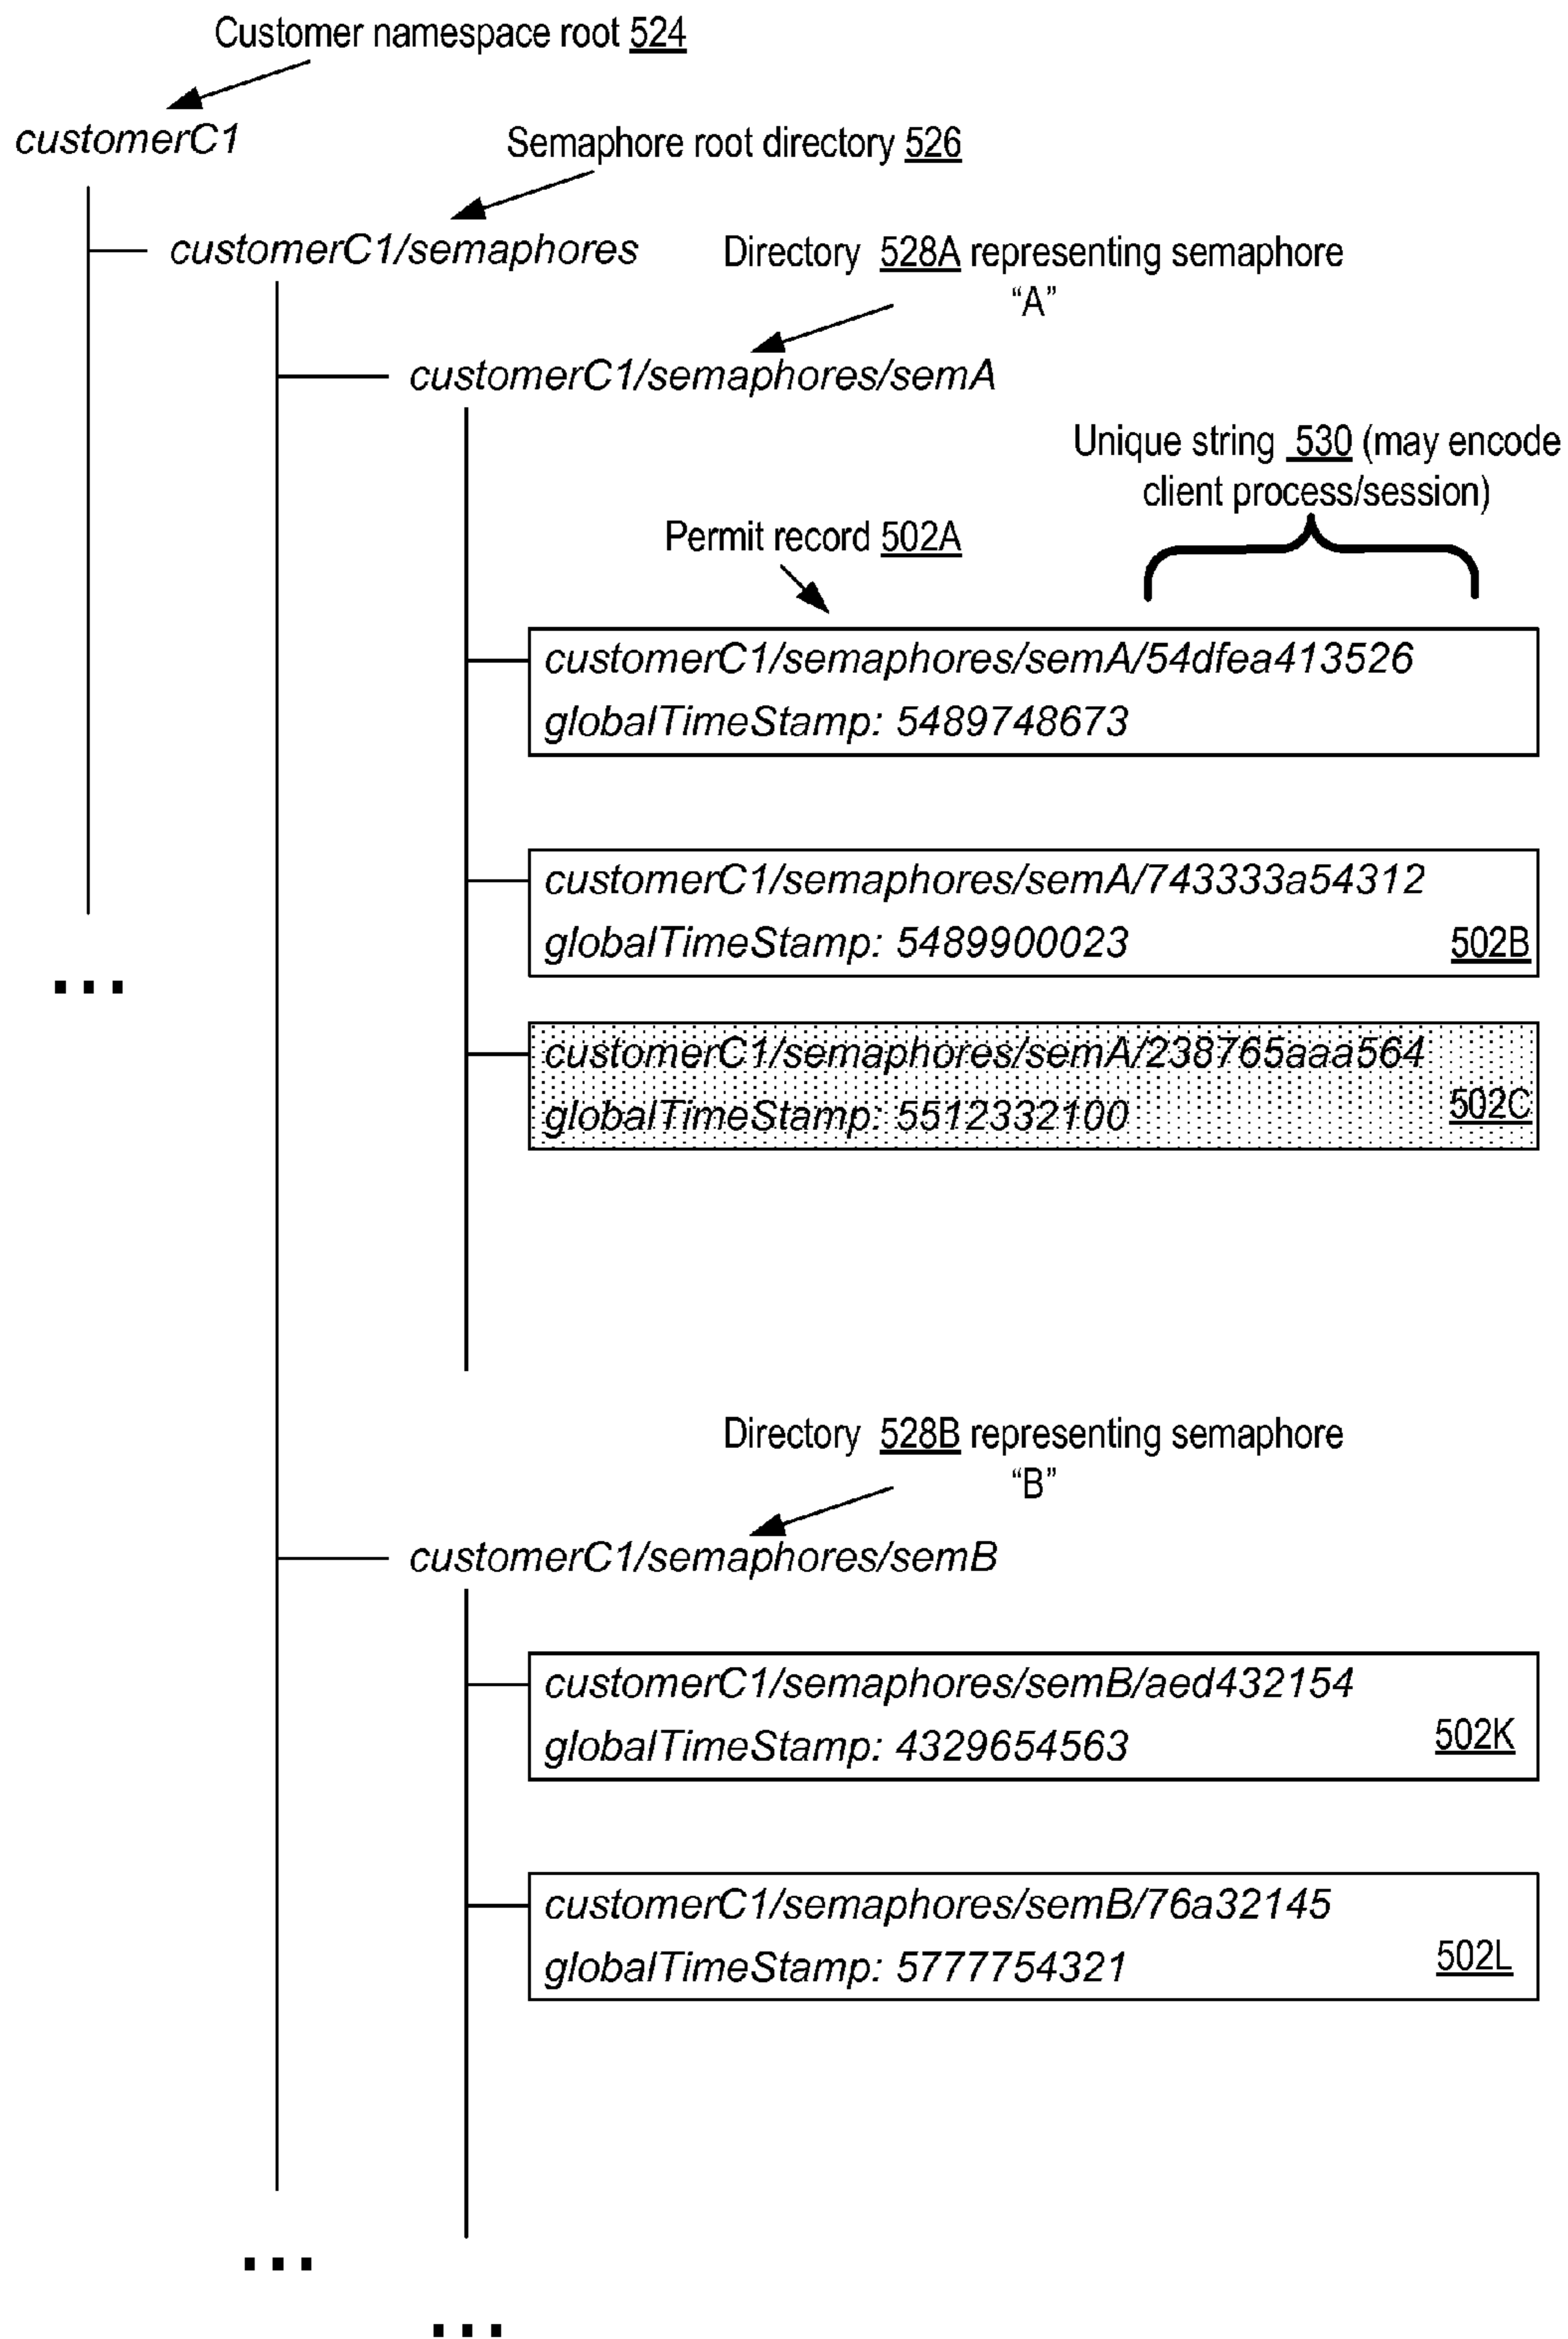 Customer namespace root 524
customerC1
Semaphore root directory 526
customerC1/semaphores
Directory 528A representing semaphore
“A”
customerC1/semaphores/semA
Unique string 530 (may encode
client process/session)
Permit record 502A
customerC1/semaphores/semA/54dfea413526
globalTimeStamp: 5489748673
customerC1/semaphores/semA/743333a54312
globalTimeStamp: 5489900023
502B
...
customerC1/semaphores/semA/238765aaa564
globalTimeStamp: 5512332100
502C
Directory 528B representing semaphore
“B”
customerC1/semaphores/semB
customerC1/semaphores/semB/aed432154
globalTimeStamp: 4329654563
502K
customerC1/semaphores/semB/76a32145
globalTimeStamp: 5777754321
502L
...
...